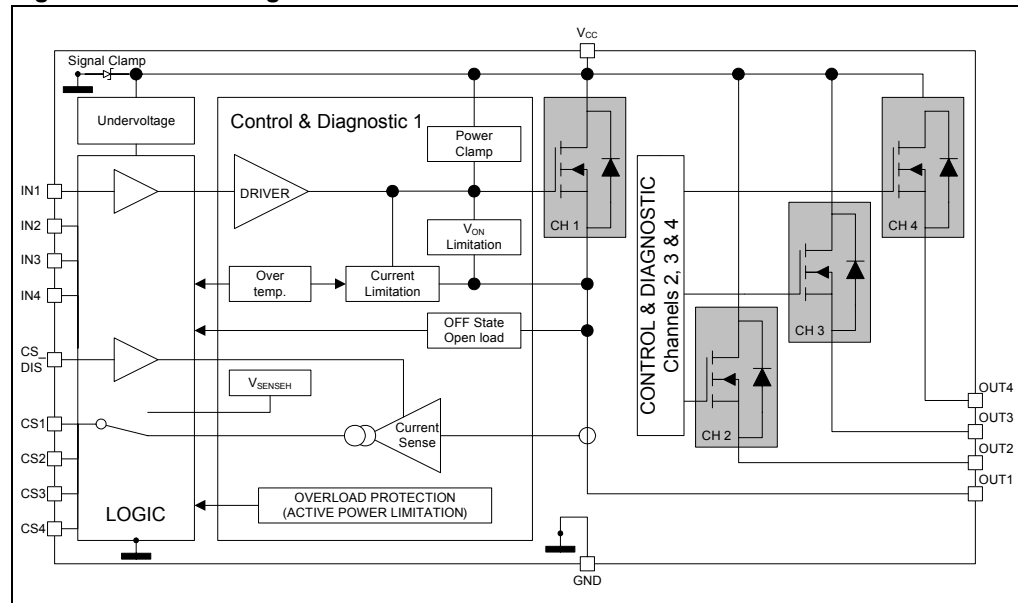 VCC
Signal Clamp
Undervoltage
Control & Diagnostic 1
Power
Clamp
IN1
DRIVER
IN2
VON
Limitation
CH 1
CONTROL & DIAGNOSTIC
Channels 2, 3 & 4
CH 4
IN3
IN4
Over
temp.
Current
Limitation
CH 3
OFF State
Open load
CS_
DIS
VSENSEH
CH 2
OUT4
CS1
Current
Sense
OUT3
CS2
OUT2
CS3
OVERLOAD PROTECTION
(ACTIVE POWER LIMITATION)
OUT1
CS4
LOGIC
GND